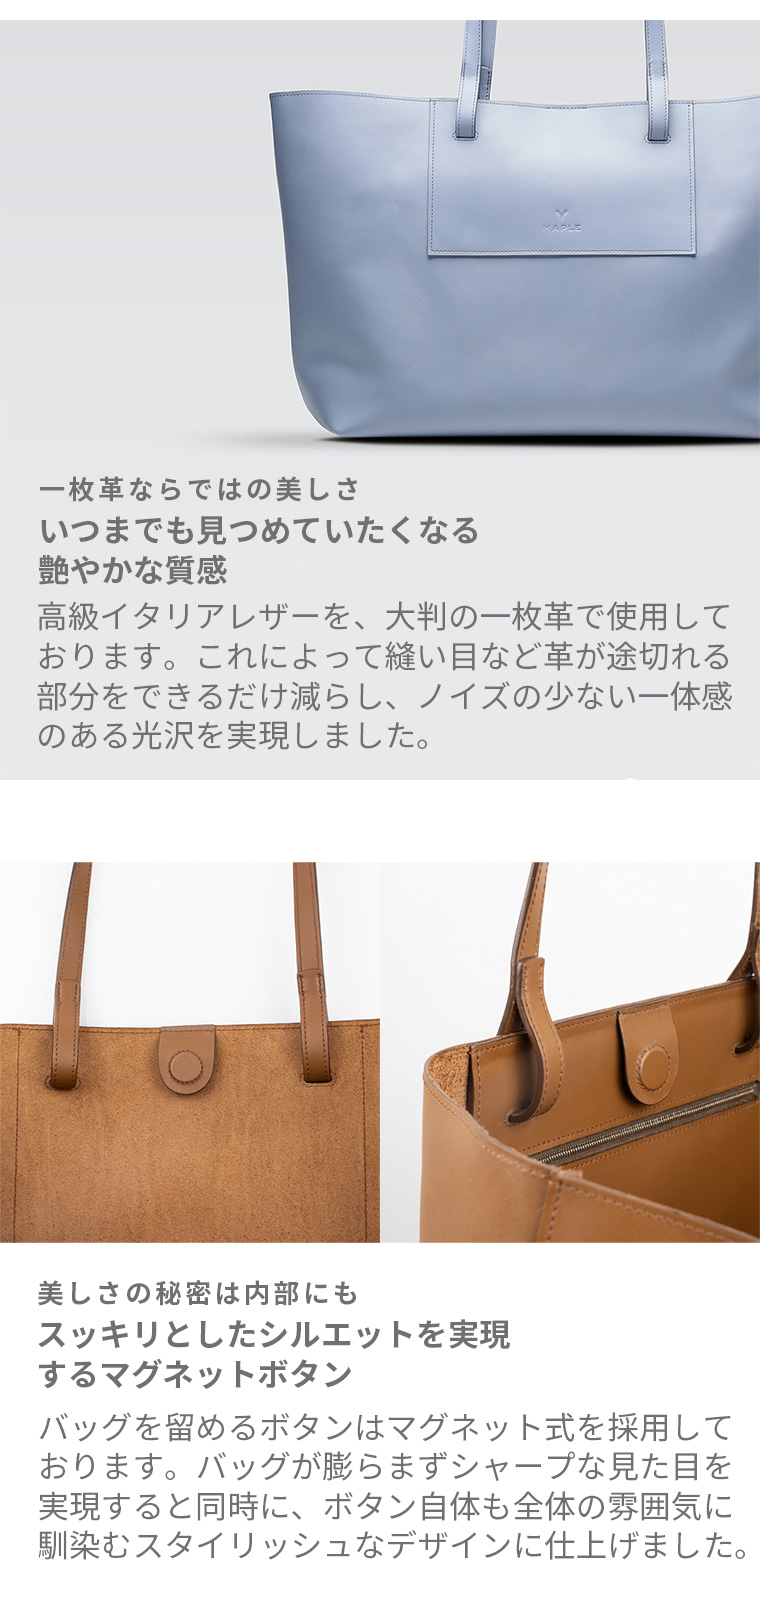 MAPLE
一枚革ならではの美しさ
いつまでも見つめていたくなる
艶やかな質感
高級イタリアレザーを、大判の一枚革で使用して
おります。これによって縫い目など革が途切れる
部分をできるだけ減らし、ノイズの少ない一体感
のある光沢を実現しました。
美しさの秘密は内部にも
スッキリとしたシルエットを実現
するマグネットボタン
バッグを留めるボタンはマグネット式を採用して
おります。バッグが膨らまずシャープな見た目を
実現すると同時に、ボタン自体も全体の雰囲気に
馴染むスタイリッシュなデザインに仕上げました。